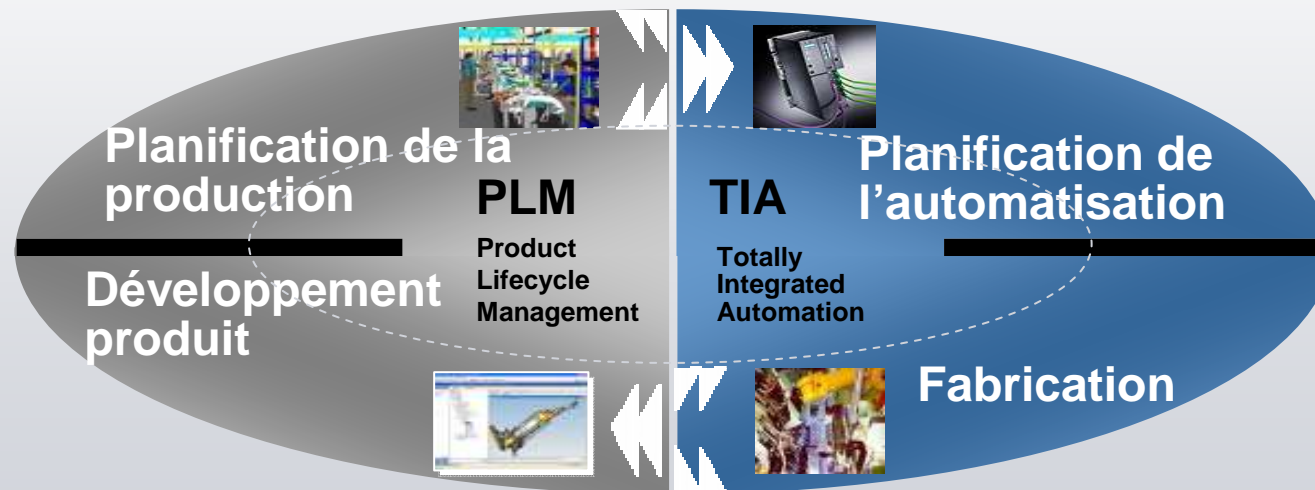 Planification de la
production
PLM
Product
Lifecycle
Management
Développement
produit
TIA
Totally
Integrated
Automation
Planification de
l’automatisation
Fabrication